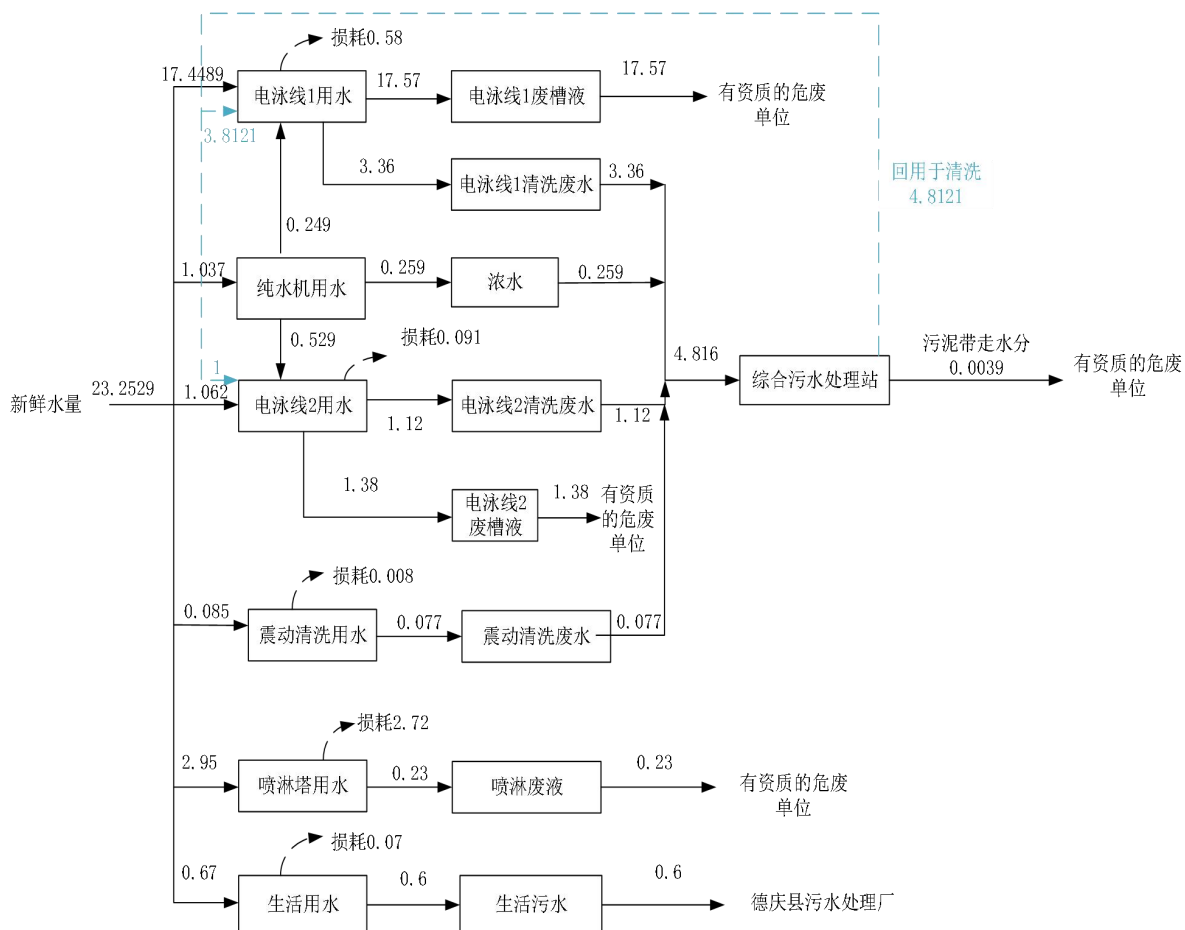 损耗0.58
17.4489
电泳线1用水
17.57
电泳线1废槽液
17.57
有资质的危废
单位
3.8121
3.36
电泳线1清洗废水
3.36
回用于清洗
4.8121
0.249
1.037
纯水机用水
0.259
浓水
0.259
0.529
损耗0.091
污泥带走水分
0.0039
有资质的危废
单位
4.816
综合污水处理站
1
新鲜水量
23.2529
1.062
电泳线2用水
1.12
电泳线2清洗废水
1.12
1.38
电泳线2
废槽液
1.38
有资质
的危废
单位
损耗0.008
0.085
震动清洗用水
0.077
震动清洗废水
0.077
损耗2.72
2.95
喷淋塔用水
0.23
喷淋废液
0.23
有资质的危废
单位
损耗0.07
0.67
生活用水
0.6
生活污水
0.6
德庆县污水处理厂